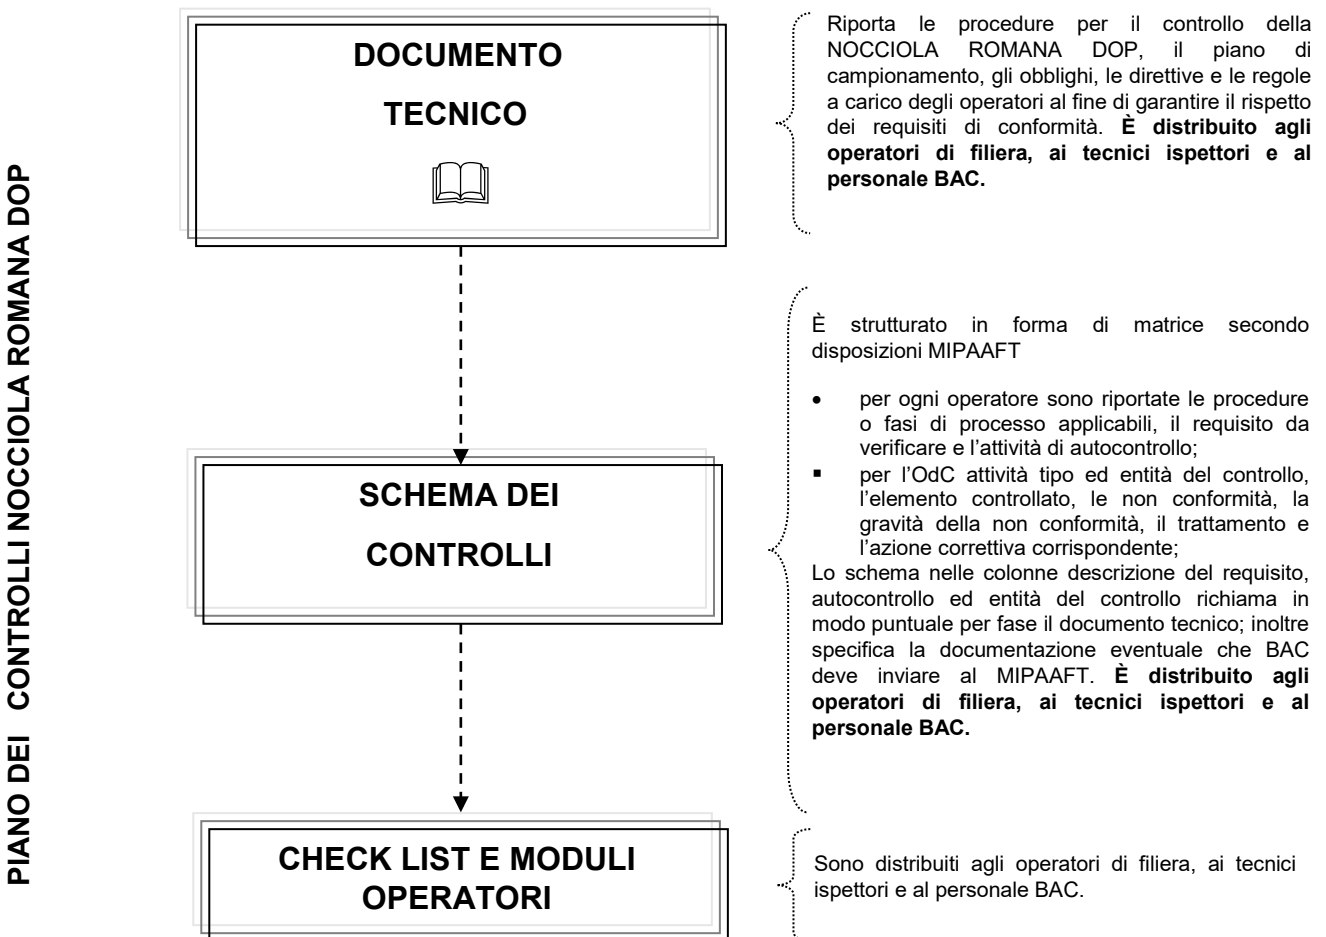 PIANO DEI CONTROLLI NOCCIOLA ROMANA DOP
DOCUMENTO
TECNICO
Riporta le procedure per il controllo della
NOCCIOLA ROMANA DOP, il piano di
campionamento, gli obblighi, le direttive e le regole
a carico degli operatori al fine di garantire il rispetto
dei requisiti di conformità. È distribuito agli
operatori di filiera, ai tecnici ispettori e al
personale BAC.
SCHEMA DEI
CONTROLLI
È strutturato in forma di matrice secondo
disposizioni MIPAAFT
• per ogni operatore sono riportate le procedure
o fasi di processo applicabili, il requisito da
verificare e l’attività di autocontrollo;
▪ per l’OdC attività tipo ed entità del controllo,
l’elemento controllato, le non conformità, la
gravità della non conformità, il trattamento e
l’azione correttiva corrispondente;
Lo schema nelle colonne descrizione del requisito,
autocontrollo ed entità del controllo richiama in
modo puntuale per fase il documento tecnico; inoltre
specifica la documentazione eventuale che BAC
deve inviare al MIPAAFT. È distribuito agli
operatori di filiera, ai tecnici ispettori e al
personale BAC.
CHECK LIST E MODULI
OPERATORI
Sono distribuiti agli operatori di filiera, ai tecnici
ispettori e al personale BAC.